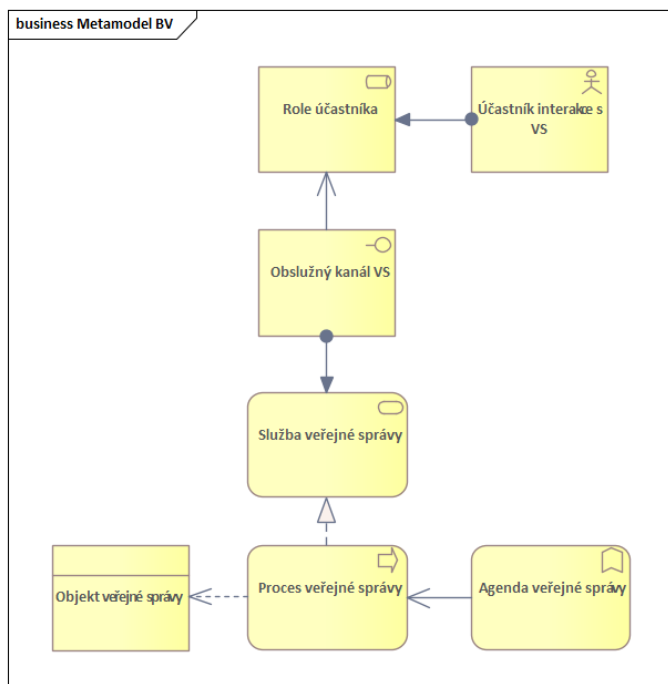 business Metamodel BV
Role účastníka
Účastník interakce s
VS
Obslužný kanál VS
Služba veřejné správy
Objekt veřejné správy
Proces veřejné správy
Agenda veřejné správy